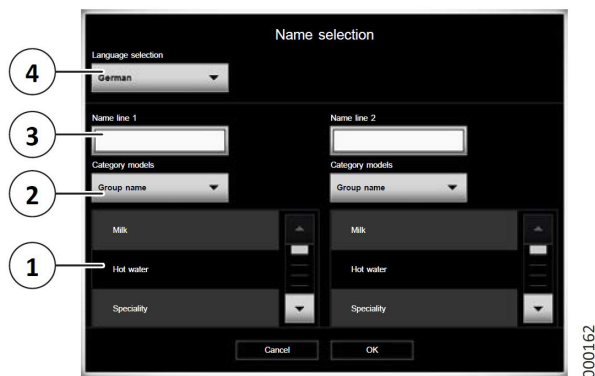 Name selection
Language selection
4
German
Name line 1
Name line 2
3
Category models
Category models
2
Group name
Group name
Milk
Milk
1
Hot water
Hot water
Speciality
Speciality
Cancel
OK
000162